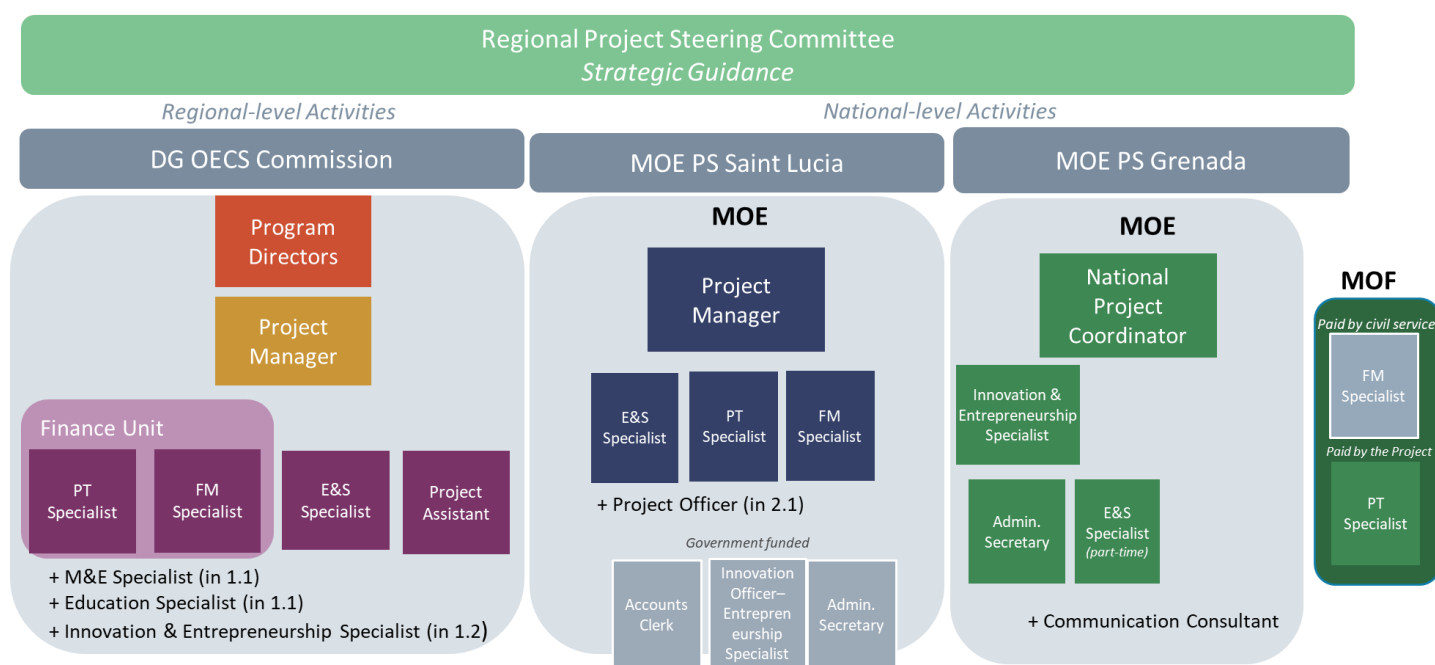 Regional Project Steering Committee
Strategic Guidance
Regional-level Activities
National-level Activities
DG OECS Commission
MOE PS Saint Lucia
MOE PS Grenada
Program
Directors
Project
Manager
Finance Unit
PT
Specialist
FM
Specialist
E&S
Specialist
Project
Assistant
+ M&E Specialist (in 1.1)
+ Education Specialist (in 1.1)
+ Innovation & Entrepreneurship Specialist (in 1.2)
MOE
Project
Manager
E&S
Specialist
PT
Specialist
FM
Specialist
+ Project Officer (in 2.1)
Government funded
Accounts
Clerk
Innovation
Officer–
Entrepren
eurship
Specialist
Admin.
Secretary
MOE
National
Project
Coordinator
Innovation &
Entrepreneurship
Specialist
Admin.
Secretary
E&S
Specialist
(part-time)
+ Communication Consultant
MOF
Paid by civil service
FM
Specialist
Paid by the Project
PT
Specialist